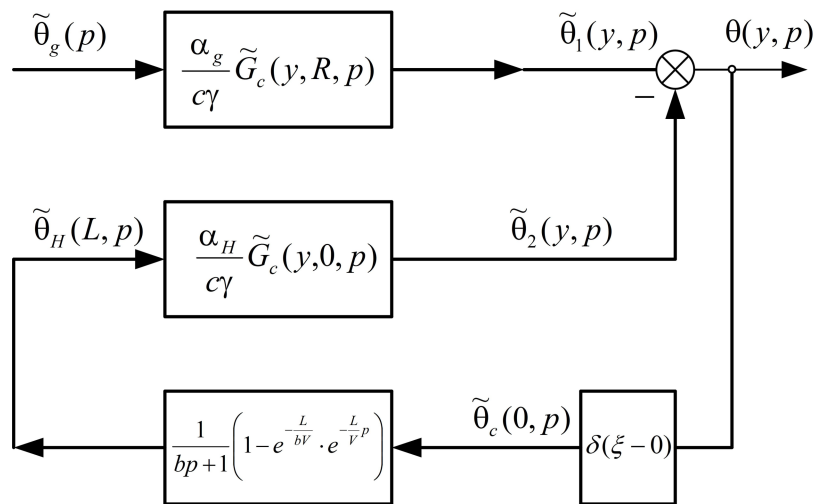 θ̃_g(p)
(α_g / cγ) G̃_c(y, R, p)
θ̃_1(y, p)
θ(y, p)
−
θ̃_H(L, p)
(α_H / cγ) G̃_c(y,0, p)
θ̃_2(y, p)
1/(bp+1) (1−e^{−L/(bV)} · e^{−(L/V)p})
θ̃_c(0, p)
δ(ξ−0)